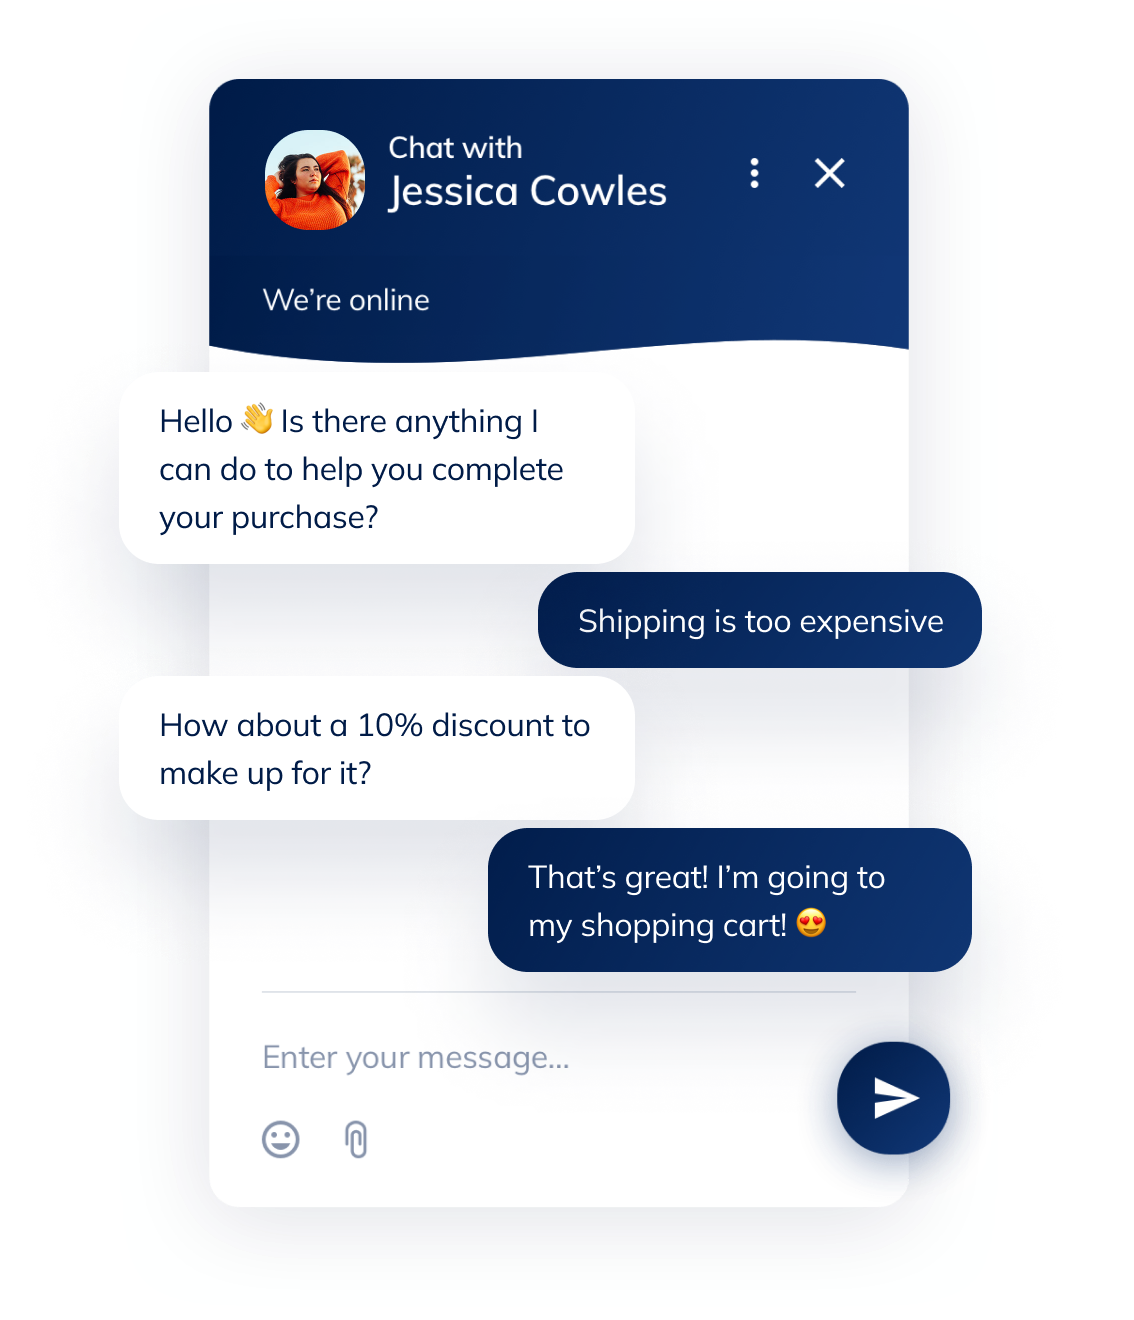 Chat with
Jessica Cowles
We’re online
Hello 👋 Is there anything I
can do to help you complete
your purchase?
Shipping is too expensive
How about a 10% discount to
make up for it?
That’s great! I’m going to
my shopping cart! 😍
Enter your message...